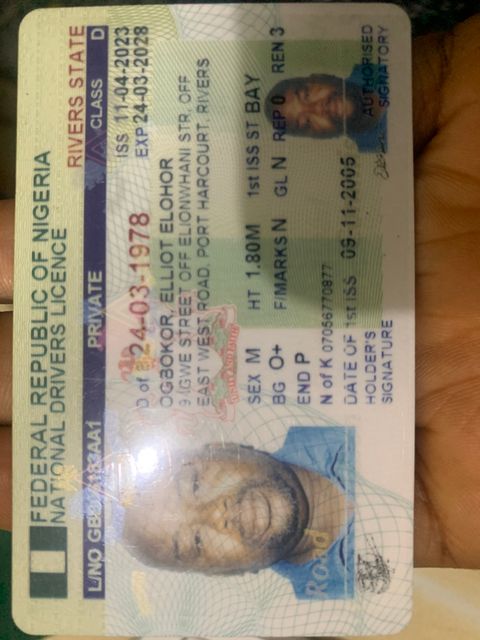 FEDERAL REPUBLIC OF NIGERIA
NATIONAL DRIVERS LICENCE
RIVERS STATE
L/NO PRIVATE CLASS D
ISS 11-04-2023
D of 24-03-1978 EXP 24-03-2028
OGBOKOR, ELLIOT ELOHOR
9 IGWE STREET OFF ELIONWHANI STR, OFF
EAST WEST ROAD, PORT HARCOURT, RIVERS
SEX M HT 1.80M 1st ISS ST BAY
BG O+ F/MARKS N GL N REP 0 REN 3
END P
Road
N of K 07056770877
DATE OF 1st ISS 09-11-2005
HOLDER'S
SIGNATURE
AUTHORISED
SIGNATORY